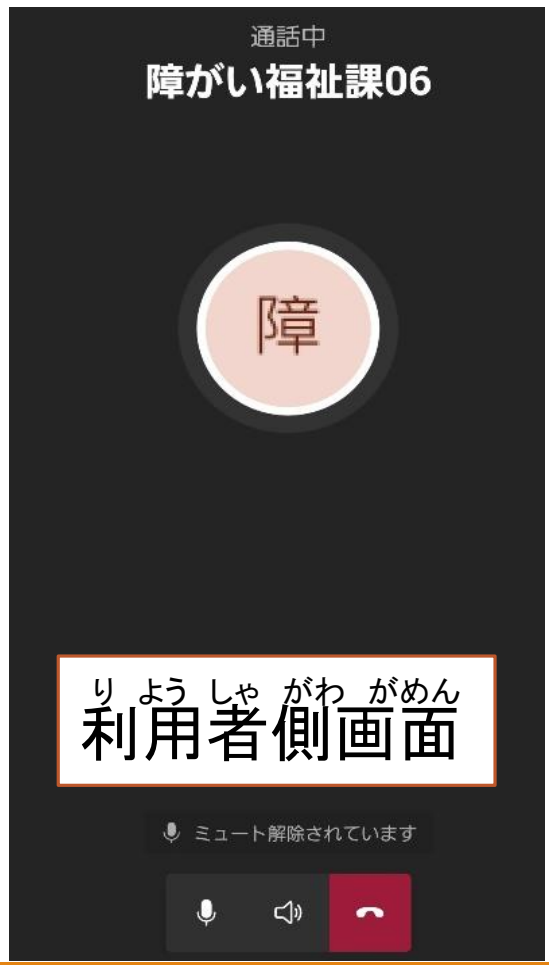 通話中
障がい福祉課06
障
りようしゃがわがめん
利用者側画面
ミュート解除されています